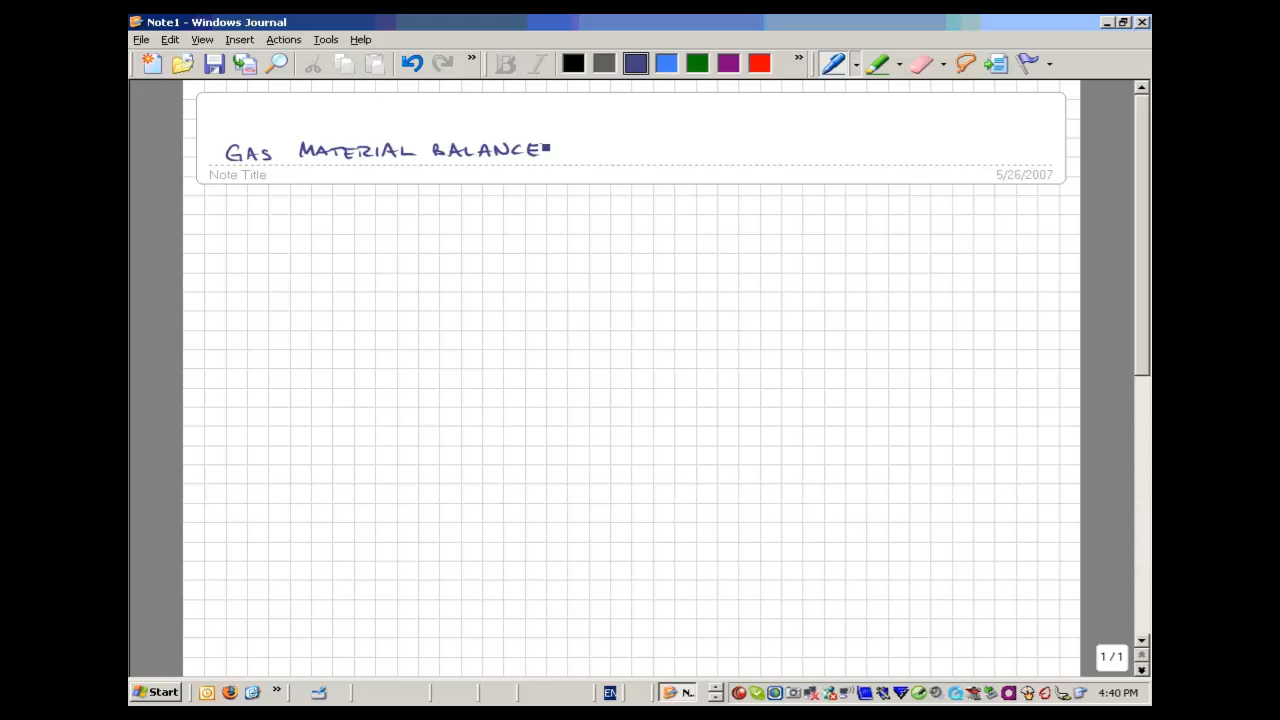 Note1 - Windows Journal
File Edit View Insert Actions Tools Help
B I
GAS MATERIAL BALANCE
Note Title 5/26/2007
1 / 1
Start EN N.. 4:40 PM